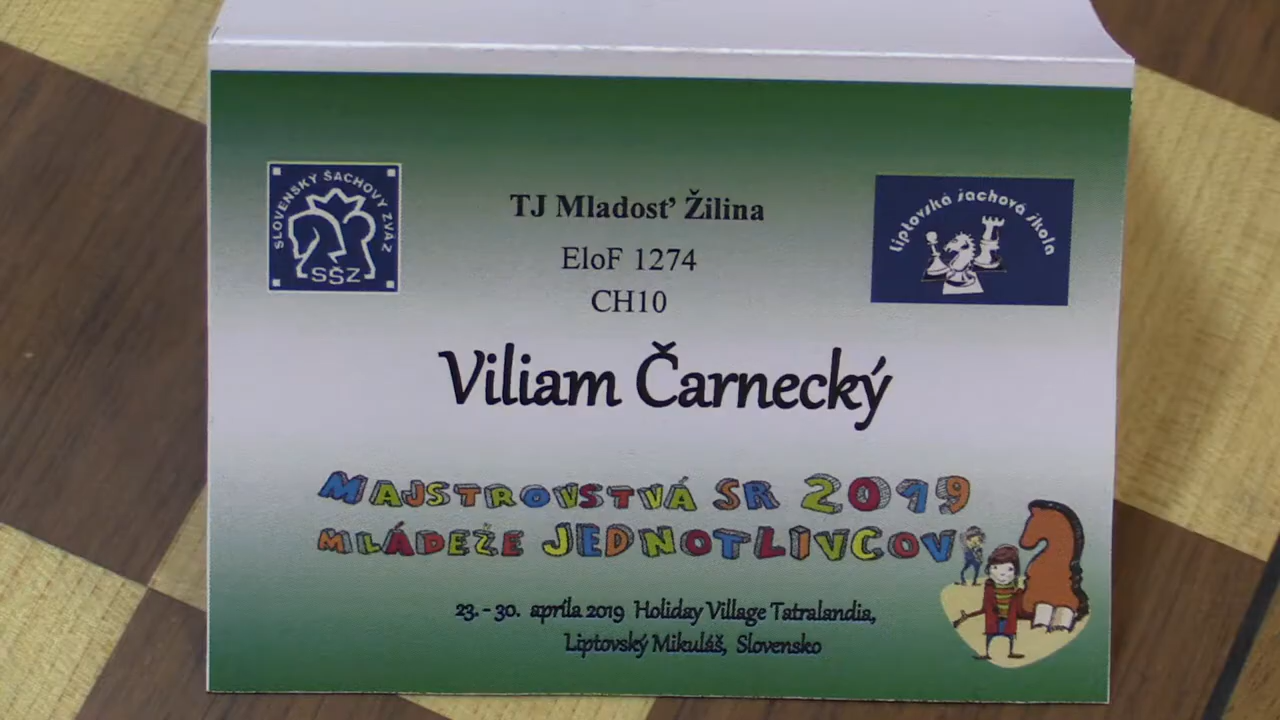 SLOVENSKÝ ŠACHOVÝ ZVÄZ
SŠZ
TJ Mladosť Žilina
EloF 1274
CH10
liptovská šachová škola
Viliam Čarnecký
MAJSTROVSTVÁ SR 2019
MLÁDEŽE JEDNOTLIVCOV
23. - 30. apríla 2019 Holiday Village Tatralandia,
Liptovský Mikuláš, Slovensko